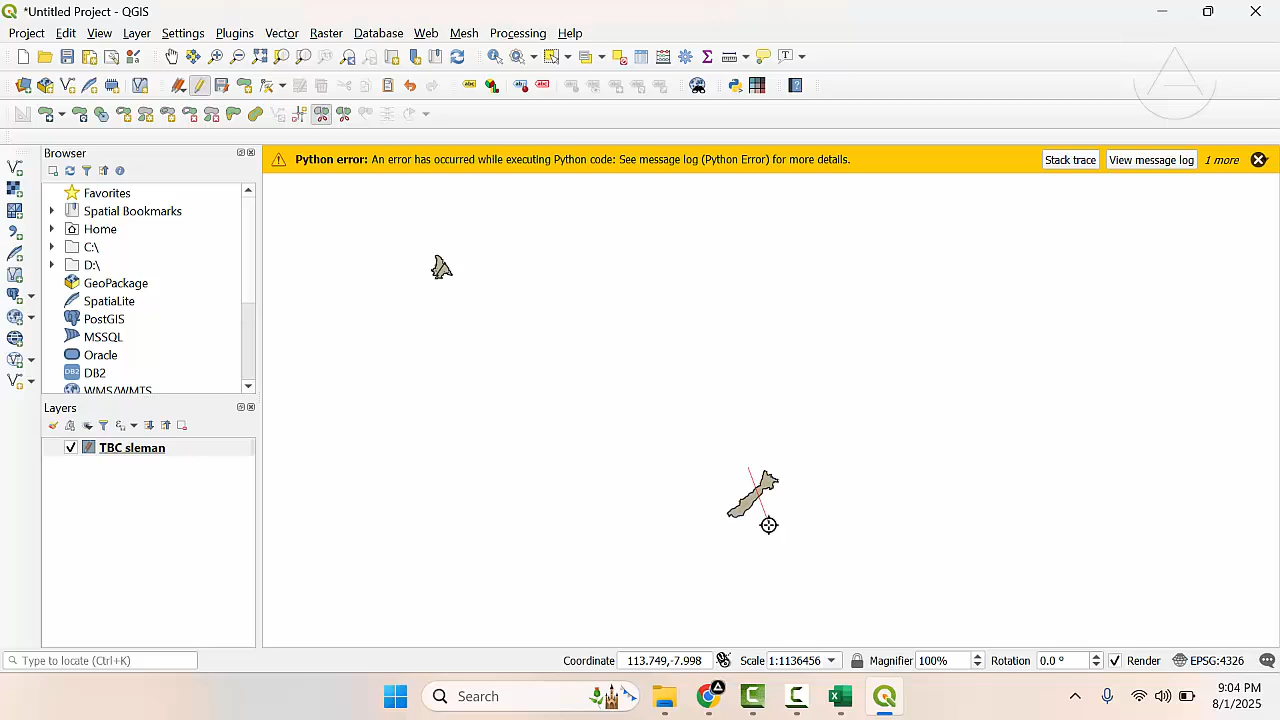 *Untitled Project - QGIS
Project Edit View Layer Settings Plugins Vector Raster Database Web Mesh Processing Help
Browser
Python error: An error has occurred while executing Python code: See message log (Python Error) for more details.
Stack trace
View message log
1 more
Favorites
Spatial Bookmarks
Home
C:\
D:\
GeoPackage
SpatiaLite
PostGIS
MSSQL
Oracle
DB2
WMS/WMTS
Layers
TBC sleman
Type to locate (Ctrl+K)
Coordinate 113.749,-7.998 Scale 1:1136456 Magnifier 100% Rotation 0.0 ° Render EPSG:4326
Search
9:04 PM
8/1/2025